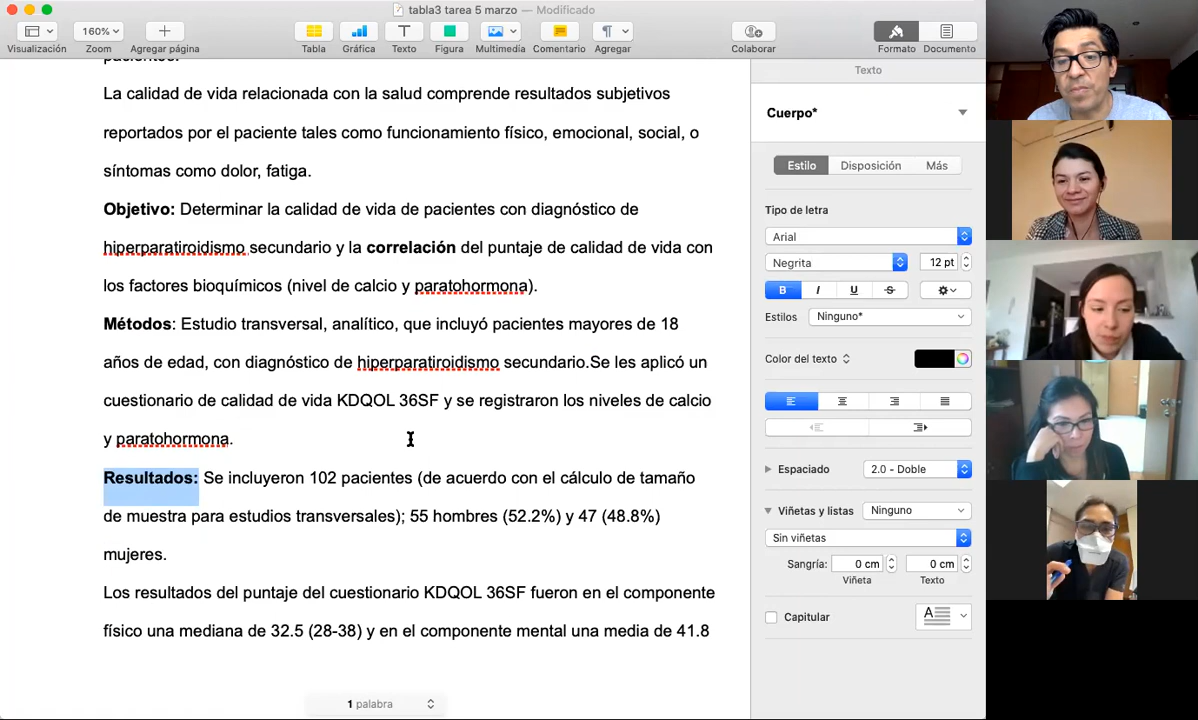 tabla3 tarea 5 marzo — Modificado
160%
Visualización
Zoom
Agregar página
Tabla
Gráfica
Texto
Figura
Multimedia
Comentario
Agregar
Colaborar
Formato
Documento
pacientes.
La calidad de vida relacionada con la salud comprende resultados subjetivos
reportados por el paciente tales como funcionamiento físico, emocional, social, o
síntomas como dolor, fatiga.
Objetivo: Determinar la calidad de vida de pacientes con diagnóstico de
hiperparatiroidismo secundario y la correlación del puntaje de calidad de vida con
los factores bioquímicos (nivel de calcio y paratohormona).
Métodos: Estudio transversal, analítico, que incluyó pacientes mayores de 18
años de edad, con diagnóstico de hiperparatiroidismo secundario.Se les aplicó un
cuestionario de calidad de vida KDQOL 36SF y se registraron los niveles de calcio
y paratohormona.
Resultados: Se incluyeron 102 pacientes (de acuerdo con el cálculo de tamaño
de muestra para estudios transversales); 55 hombres (52.2%) y 47 (48.8%)
mujeres.
Los resultados del puntaje del cuestionario KDQOL 36SF fueron en el componente
físico una mediana de 32.5 (28-38) y en el componente mental una media de 41.8
1 palabra
Texto
Cuerpo*
Estilo
Disposición
Más
Tipo de letra
Arial
Negrita
12 pt
B
I
U
S
Estilos
Ninguno*
Color del texto
Espaciado
2.0 - Doble
Viñetas y listas
Ninguno
Sin viñetas
Sangría:
0 cm
0 cm
Viñeta
Texto
Capitular
A